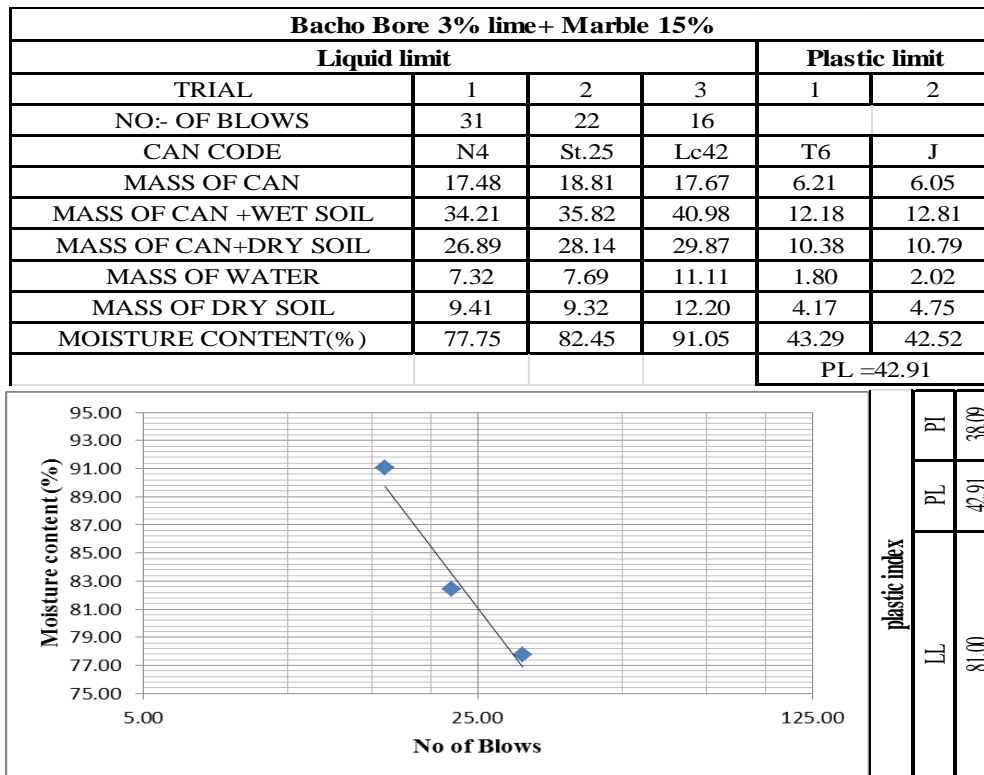 Bacho Bore 3% lime+ Marble 15%
Liquid limit Plastic limit
TRIAL 1 2 3 1 2
NO:- OF BLOWS 31 22 16
CAN CODE N4 St.25 Lc42 T6 J
MASS OF CAN 17.48 18.81 17.67 6.21 6.05
MASS OF CAN +WET SOIL 34.21 35.82 40.98 12.18 12.81
MASS OF CAN+DRY SOIL 26.89 28.14 29.87 10.38 10.79
MASS OF WATER 7.32 7.69 11.11 1.80 2.02
MASS OF DRY SOIL 9.41 9.32 12.20 4.17 4.75
MOISTURE CONTENT(%) 77.75 82.45 91.05 43.29 42.52
PL =42.91
Moisture content (%)
95.00
93.00
91.00
89.00
87.00
85.00
83.00
81.00
79.00
77.00
75.00
5.00 25.00 125.00
No of Blows
plastic index
LL PL PI
81.00 42.91 38.09